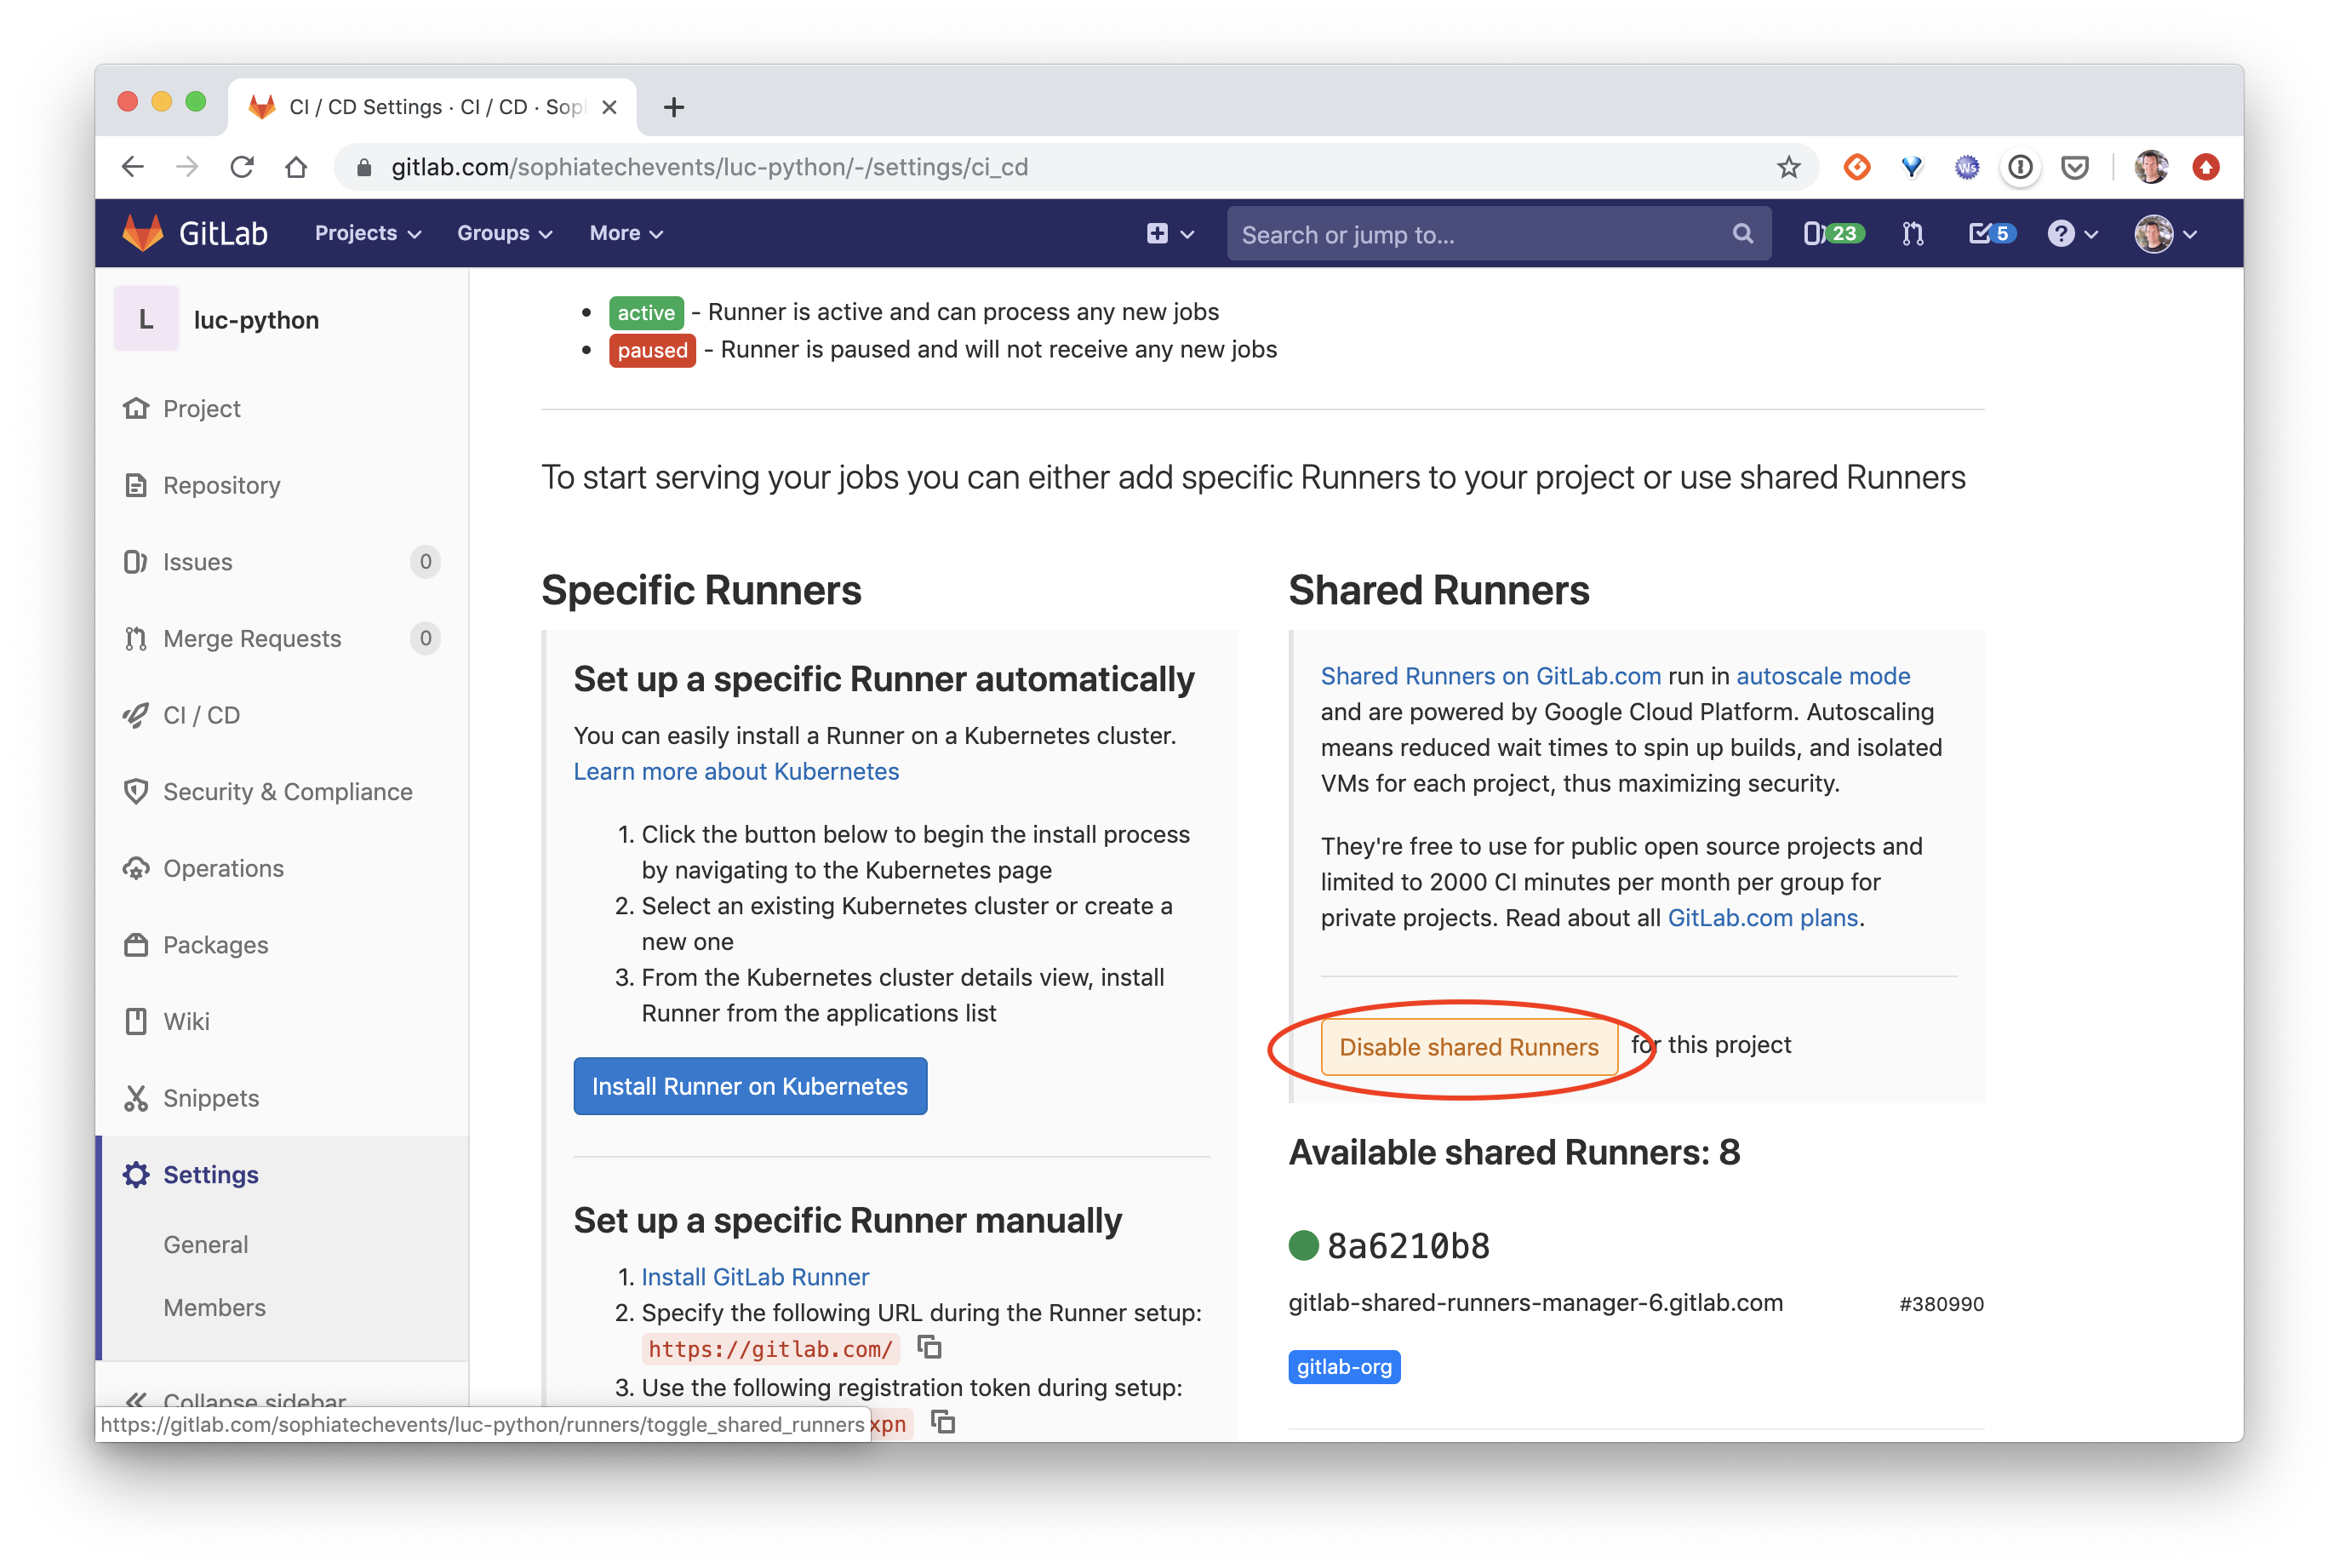 CI / CD Settings · CI / CD · Sop
gitlab.com/sophiatechevents/luc-python/-/settings/ci_cd
GitLab Projects Groups More Search or jump to... 23 5
L luc-python
Project
Repository
Issues 0
Merge Requests 0
CI / CD
Security & Compliance
Operations
Packages
Wiki
Snippets
Settings
General
Members
Collapse sidebar
https://gitlab.com/sophiatechevents/luc-python/runners/toggle_shared_runners
active - Runner is active and can process any new jobs
paused - Runner is paused and will not receive any new jobs
To start serving your jobs you can either add specific Runners to your project or use shared Runners
Specific Runners
Set up a specific Runner automatically
You can easily install a Runner on a Kubernetes cluster.
Learn more about Kubernetes
1. Click the button below to begin the install process
by navigating to the Kubernetes page
2. Select an existing Kubernetes cluster or create a
new one
3. From the Kubernetes cluster details view, install
Runner from the applications list
Install Runner on Kubernetes
Set up a specific Runner manually
1. Install GitLab Runner
2. Specify the following URL during the Runner setup:
https://gitlab.com/
3. Use the following registration token during setup:
xpn
Shared Runners
Shared Runners on GitLab.com run in autoscale mode
and are powered by Google Cloud Platform. Autoscaling
means reduced wait times to spin up builds, and isolated
VMs for each project, thus maximizing security.
They're free to use for public open source projects and
limited to 2000 CI minutes per month per group for
private projects. Read about all GitLab.com plans.
Disable shared Runners for this project
Available shared Runners: 8
8a6210b8
gitlab-shared-runners-manager-6.gitlab.com #380990
gitlab-org